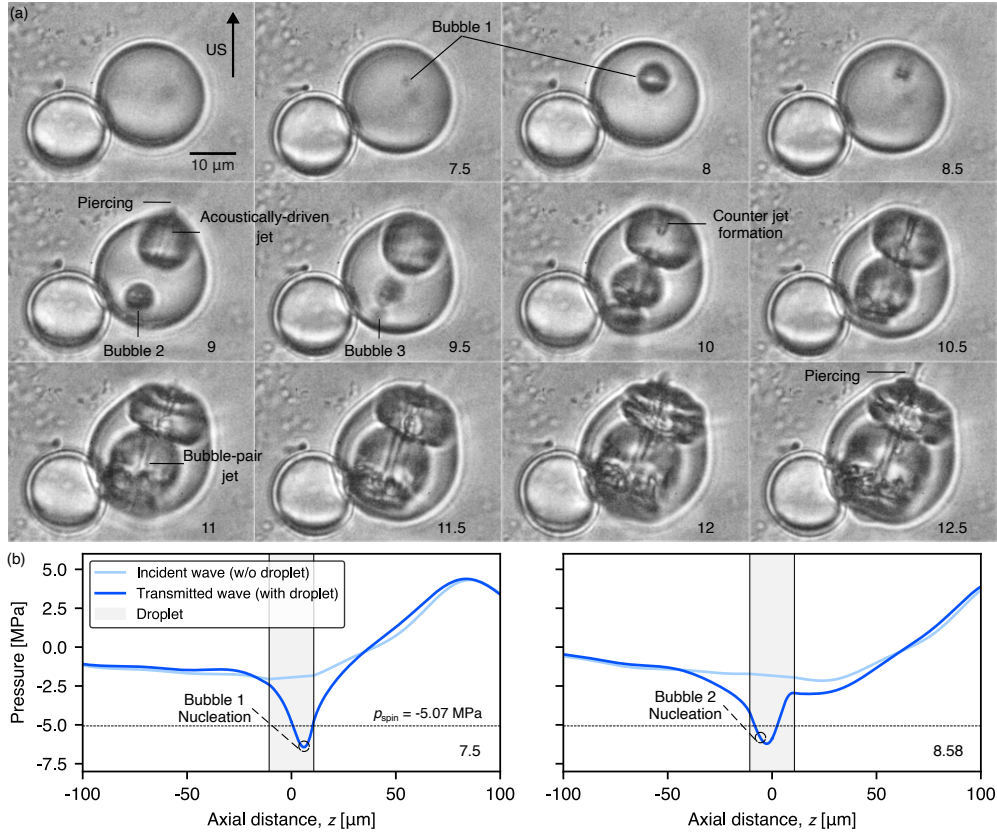 (a)
US
Bubble 1
10 µm
7.5
8
8.5
Piercing
Acoustically-driven
jet
Counter jet
formation
Bubble 2
9
Bubble 3
9.5
10
10.5
Piercing
Bubble-pair
jet
11
11.5
12
12.5
(b)
5.0
2.5
0.0
-2.5
-5.0
-7.5
Pressure [MPa]
Incident wave (w/o droplet)
Transmitted wave (with droplet)
Droplet
Bubble 1
Nucleation
pspin = -5.07 MPa
7.5
-100
-50
0
50
100
Axial distance, z [µm]
Bubble 2
Nucleation
8.58
-100
-50
0
50
100
Axial distance, z [µm]